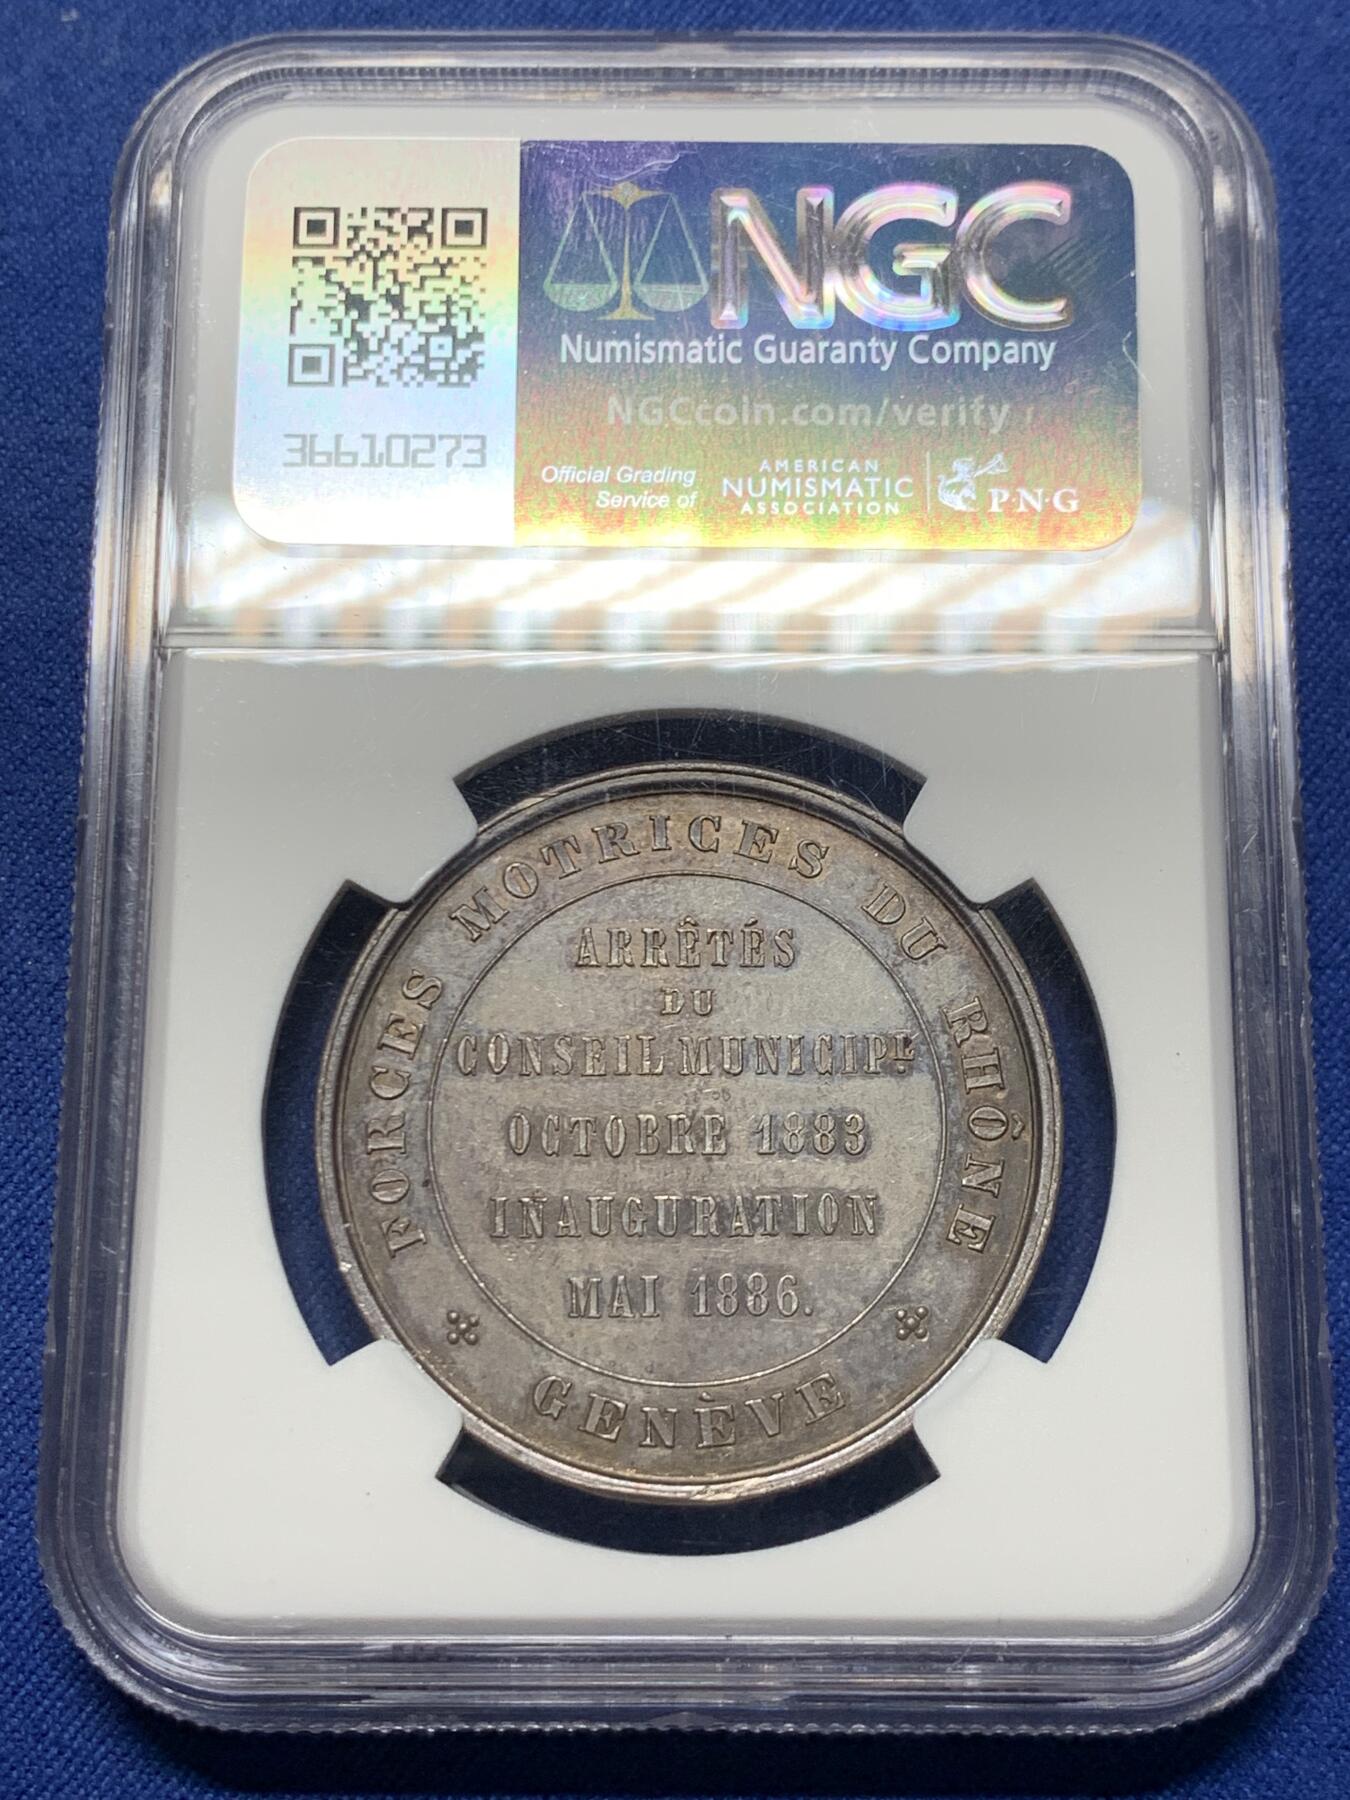 NGC
Numismatic Guaranty Company
NGCcoin.com/verify
36610273
Official Grading
Service of
AMERICAN
NUMISMATIC
ASSOCIATION
P·N·G
FORCES MOTRICES DU RHÔNE
ARRÊTÉS
DU
CONSEIL MUNICIPL
OCTOBRE 1883
INAUGURATION
MAI 1886.
GENÈVE